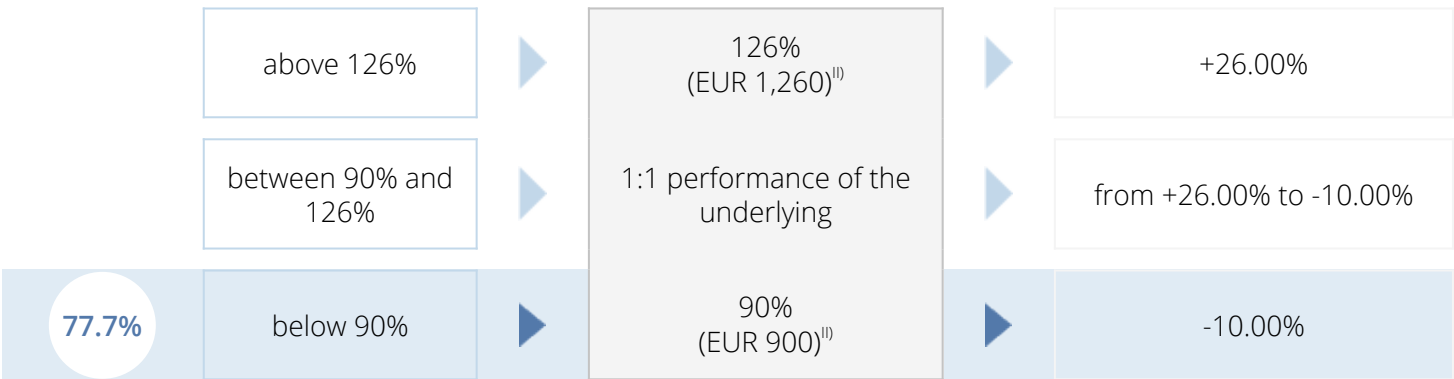 above 126%
126%
(EUR 1,260)II)
+26.00%
between 90% and
126%
1:1 performance of the
underlying
from +26.00% to -10.00%
77.7%
below 90%
90%
(EUR 900)II)
-10.00%